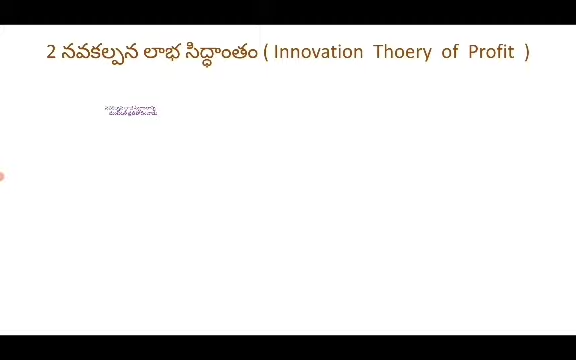 2 నవకల్పన లాభ సిద్ధాంతం ( Innovation Thoery of Profit )